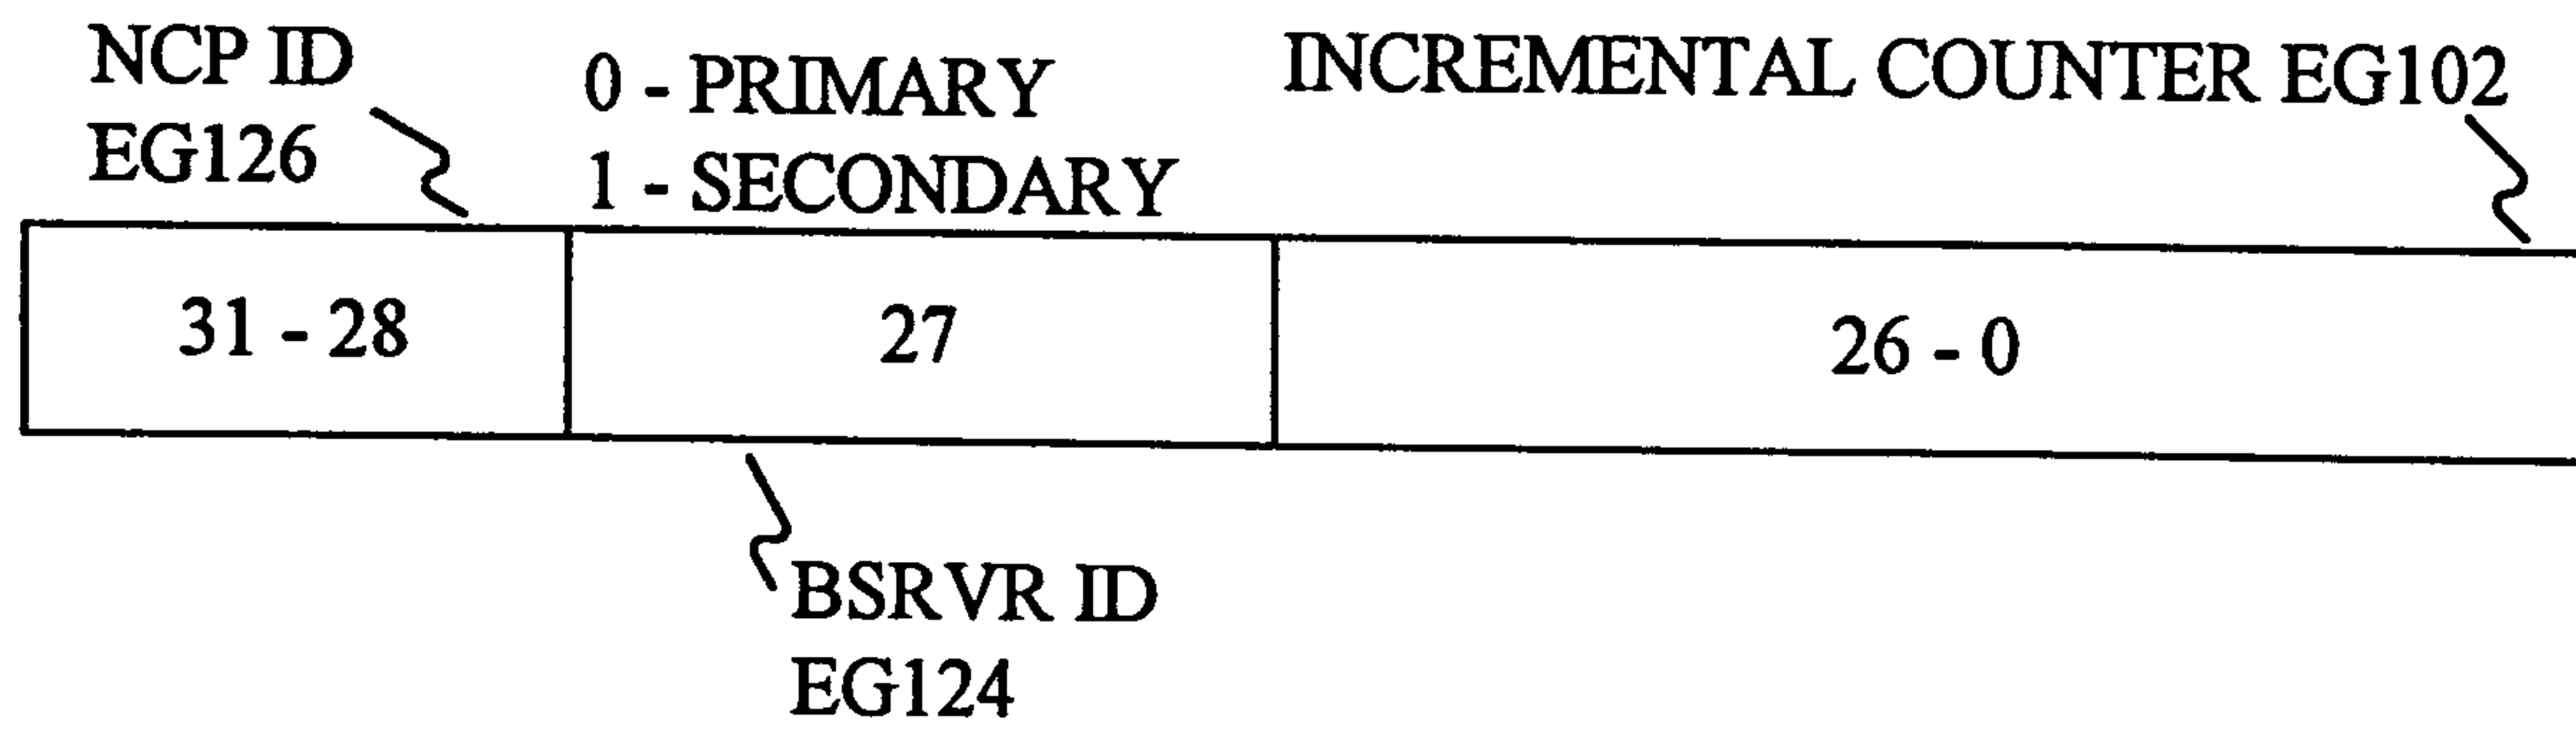 NCP ID
EG126
0 - PRIMARY
1 - SECONDARY
INCREMENTAL COUNTER EG102
31 - 28
27
26 - 0
BSRVR ID
EG124